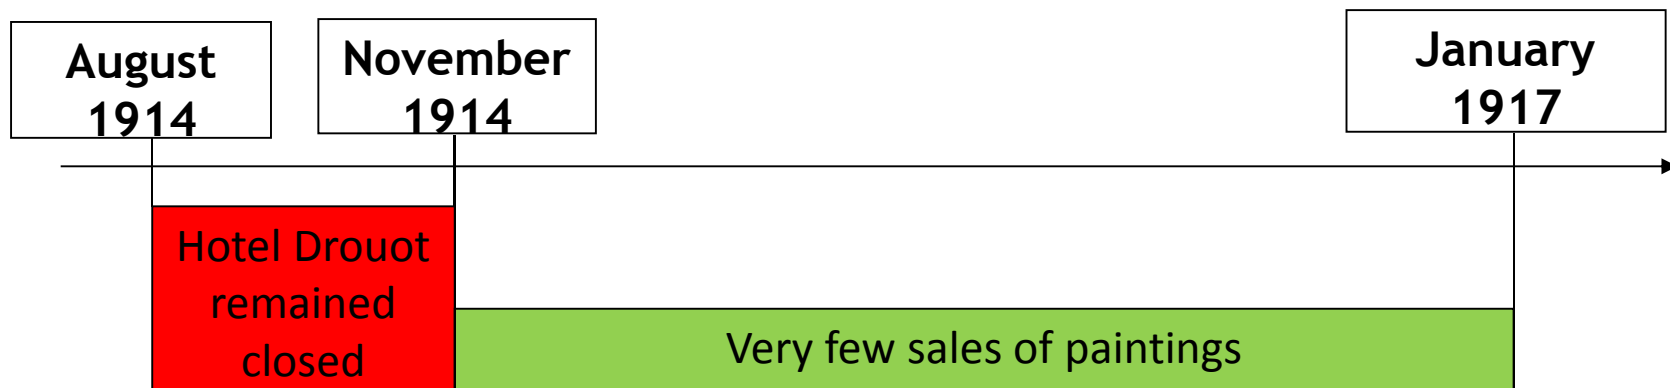 August
1914
November
1914
January
1917
Hotel Drouot
remained
closed
Very few sales of paintings